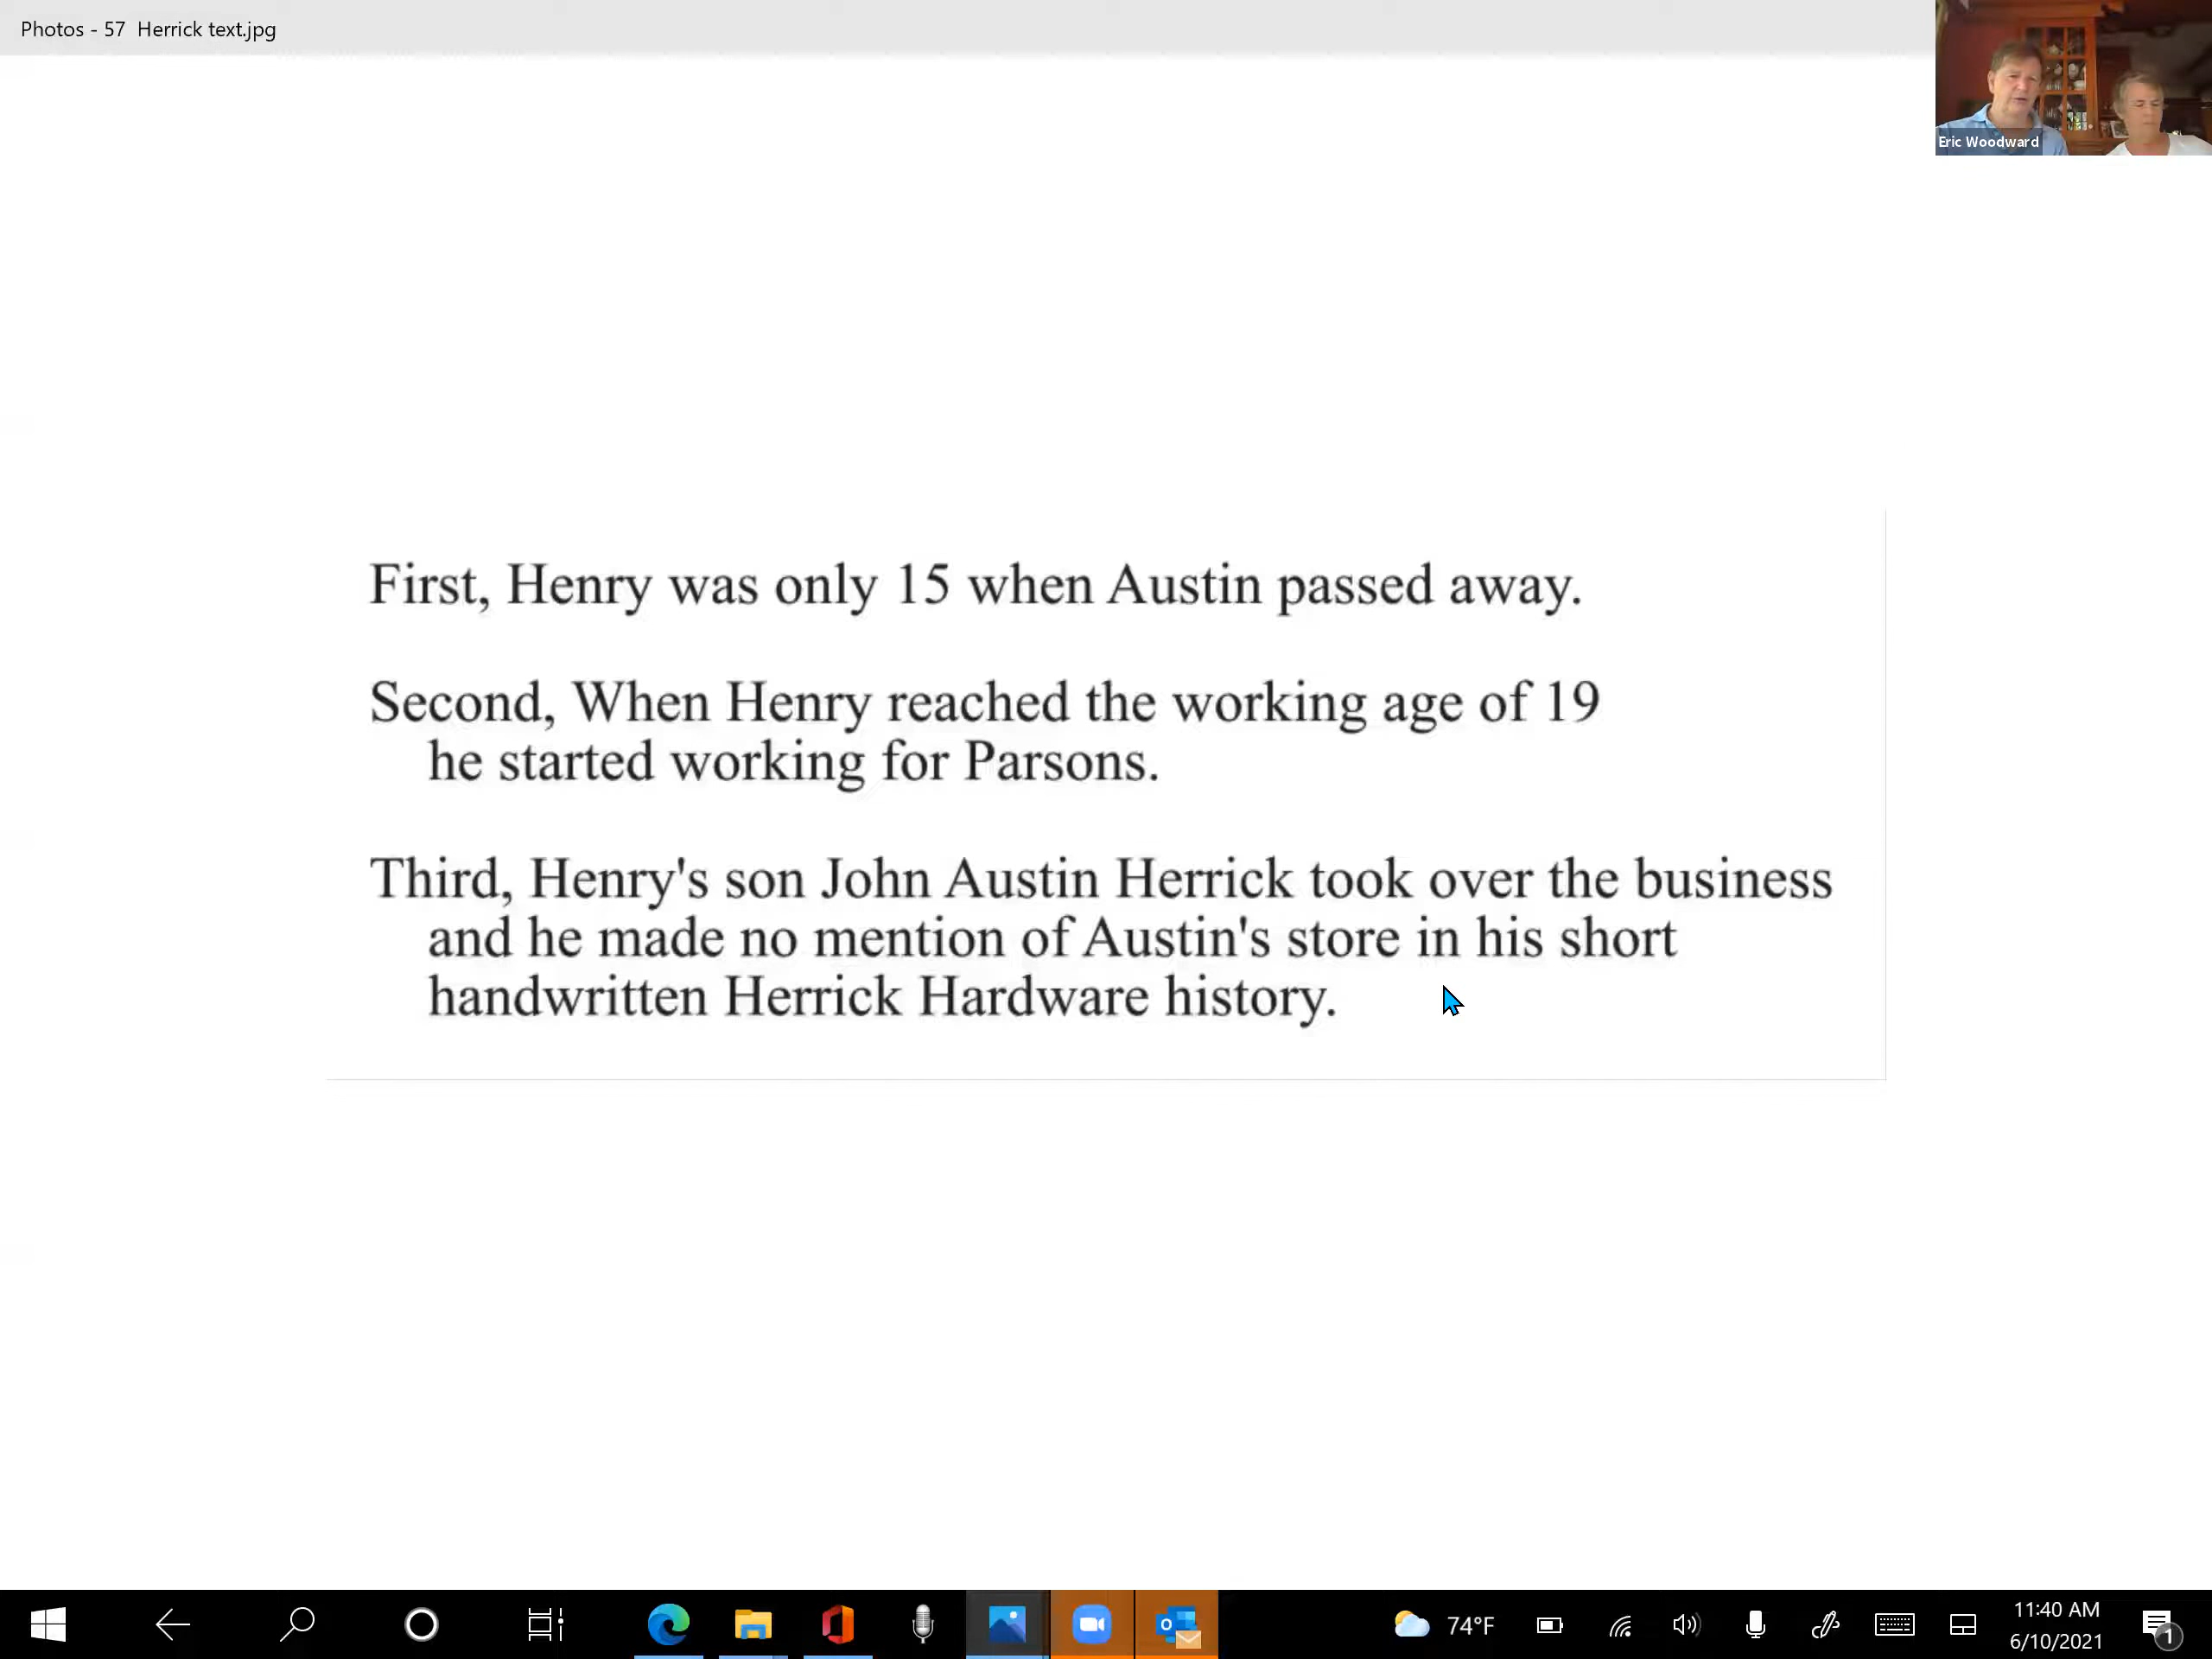 Photos - 57  Herrick text.jpg
Eric Woodward
First, Henry was only 15 when Austin passed away.
Second, When Henry reached the working age of 19
he started working for Parsons.
Third, Henry's son John Austin Herrick took over the business
and he made no mention of Austin's store in his short
handwritten Herrick Hardware history.
74°F
11:40 AM
6/10/2021
1